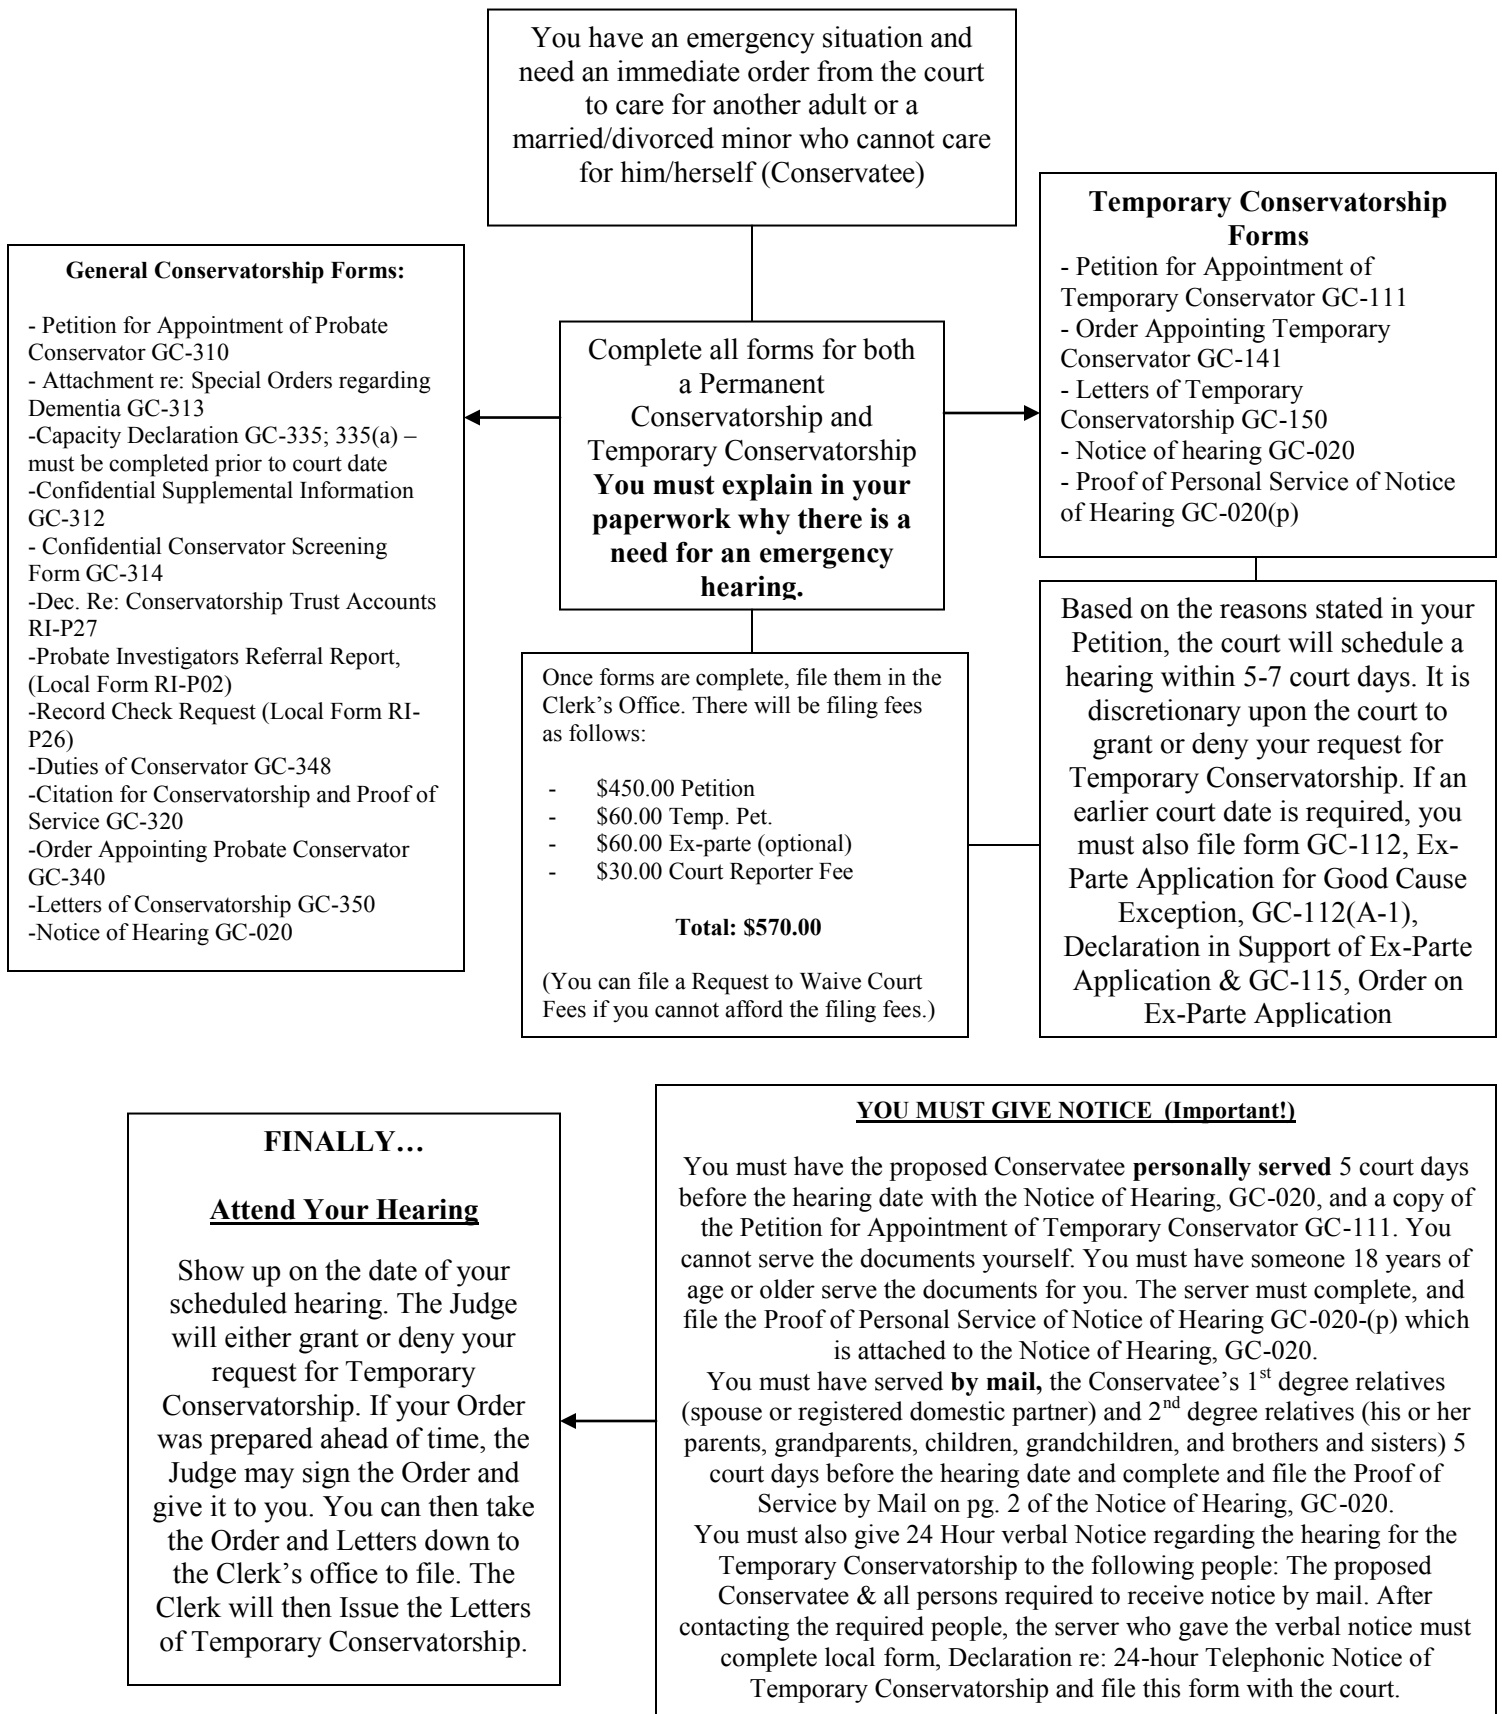 You have an emergency situation and
need an immediate order from the court
to care for another adult or a
married/divorced minor who cannot care
for him/herself (Conservatee)
General Conservatorship Forms:
- Petition for Appointment of Probate
Conservator GC-310
- Attachment re: Special Orders regarding
Dementia GC-313
-Capacity Declaration GC-335; 335(a) –
must be completed prior to court date
-Confidential Supplemental Information
GC-312
- Confidential Conservator Screening
Form GC-314
-Dec. Re: Conservatorship Trust Accounts
RI-P27
-Probate Investigators Referral Report,
(Local Form RI-P02)
-Record Check Request (Local Form RI-
P26)
-Duties of Conservator GC-348
-Citation for Conservatorship and Proof of
Service GC-320
-Order Appointing Probate Conservator
GC-340
-Letters of Conservatorship GC-350
-Notice of Hearing GC-020
Complete all forms for both
a Permanent
Conservatorship and
Temporary Conservatorship
You must explain in your
paperwork why there is a
need for an emergency
hearing.
Temporary Conservatorship
Forms
- Petition for Appointment of
Temporary Conservator GC-111
- Order Appointing Temporary
Conservator GC-141
- Letters of Temporary
Conservatorship GC-150
- Notice of hearing GC-020
- Proof of Personal Service of Notice
of Hearing GC-020(p)
Once forms are complete, file them in the
Clerk’s Office. There will be filing fees
as follows:
- $450.00 Petition
- $60.00 Temp. Pet.
- $60.00 Ex-parte (optional)
- $30.00 Court Reporter Fee
Total: $570.00
(You can file a Request to Waive Court
Fees if you cannot afford the filing fees.)
Based on the reasons stated in your
Petition, the court will schedule a
hearing within 5-7 court days. It is
discretionary upon the court to
grant or deny your request for
Temporary Conservatorship. If an
earlier court date is required, you
must also file form GC-112, Ex-
Parte Application for Good Cause
Exception, GC-112(A-1),
Declaration in Support of Ex-Parte
Application & GC-115, Order on
Ex-Parte Application
YOU MUST GIVE NOTICE (Important!)
You must have the proposed Conservatee personally served 5 court days
before the hearing date with the Notice of Hearing, GC-020, and a copy of
the Petition for Appointment of Temporary Conservator GC-111. You
cannot serve the documents yourself. You must have someone 18 years of
age or older serve the documents for you. The server must complete, and
file the Proof of Personal Service of Notice of Hearing GC-020-(p) which
is attached to the Notice of Hearing, GC-020.
You must have served by mail, the Conservatee’s 1st degree relatives
(spouse or registered domestic partner) and 2nd degree relatives (his or her
parents, grandparents, children, grandchildren, and brothers and sisters) 5
court days before the hearing date and complete and file the Proof of
Service by Mail on pg. 2 of the Notice of Hearing, GC-020.
You must also give 24 Hour verbal Notice regarding the hearing for the
Temporary Conservatorship to the following people: The proposed
Conservatee & all persons required to receive notice by mail. After
contacting the required people, the server who gave the verbal notice must
complete local form, Declaration re: 24-hour Telephonic Notice of
Temporary Conservatorship and file this form with the court.
FINALLY…
Attend Your Hearing
Show up on the date of your
scheduled hearing. The Judge
will either grant or deny your
request for Temporary
Conservatorship. If your Order
was prepared ahead of time, the
Judge may sign the Order and
give it to you. You can then take
the Order and Letters down to
the Clerk’s office to file. The
Clerk will then Issue the Letters
of Temporary Conservatorship.